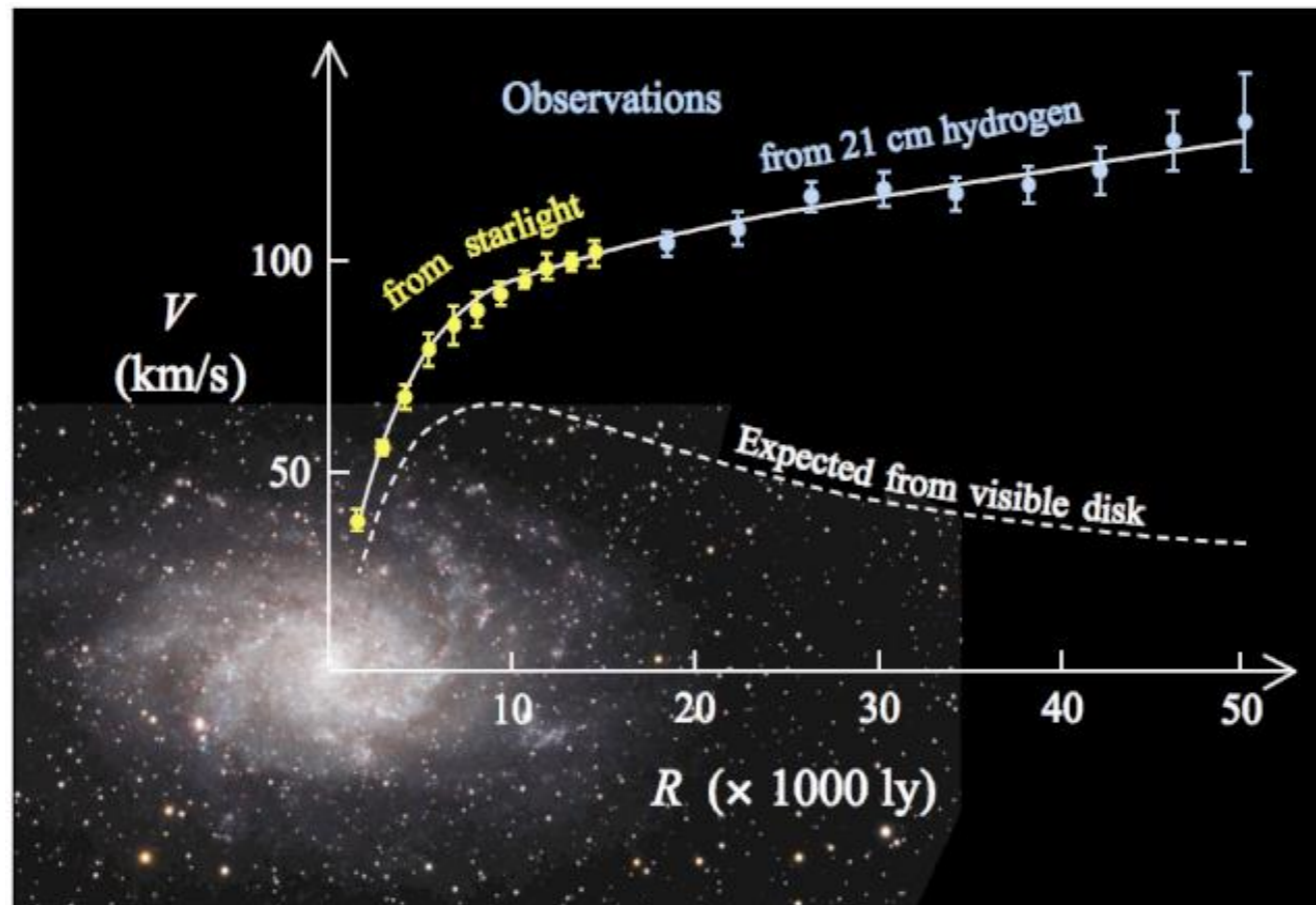 Observations
from 21 cm hydrogen
from starlight
100
V
(km/s)
50
Expected from visible disk
10
20
30
40
50
R (× 1000 ly)